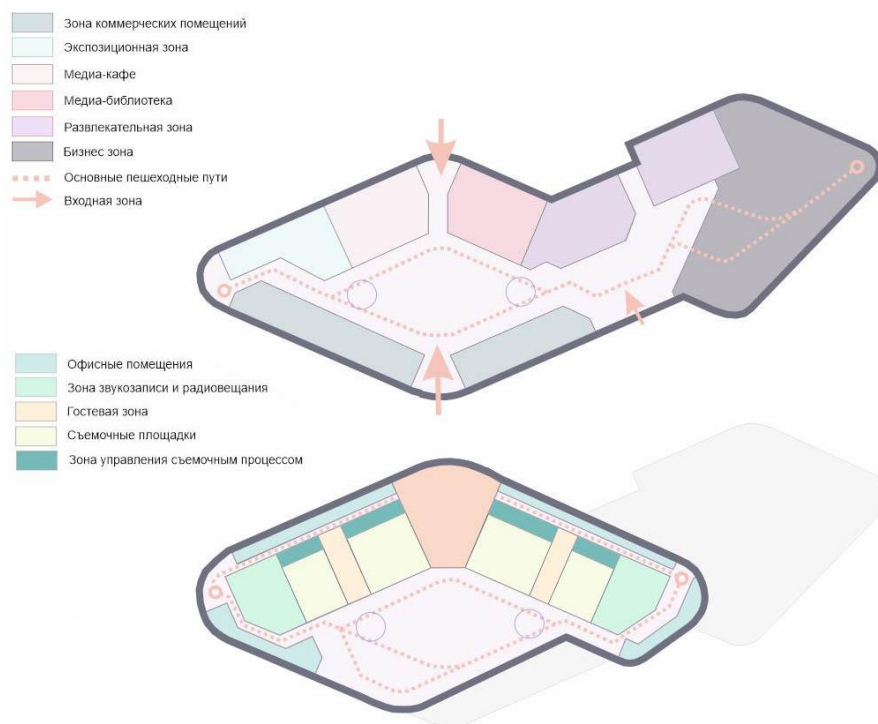 Зона коммерческих помещений
Экспозиционная зона
Медиа-кафе
Медиа-библиотека
Развлекательная зона
Бизнес зона
Основные пешеходные пути
Входная зона
Офисные помещения
Зона звукозаписи и радиовещания
Гостевая зона
Съемочные площадки
Зона управления съемочным процессом